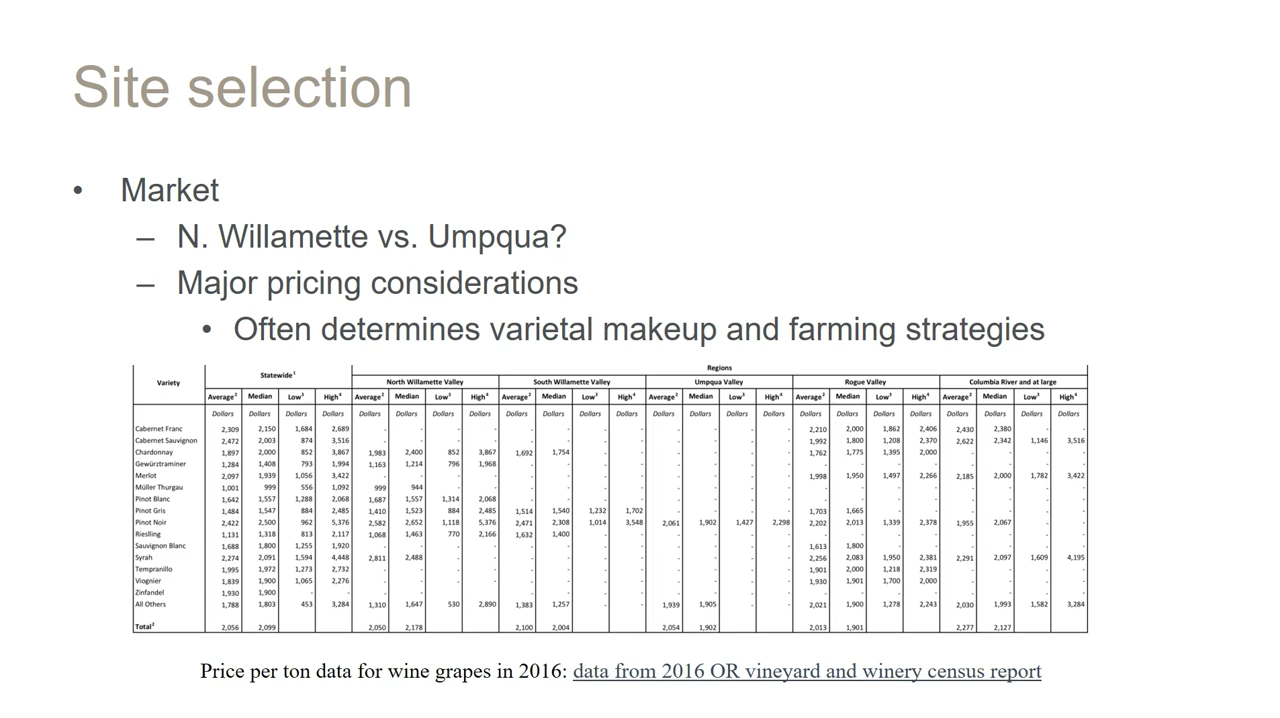 Site selection
• Market
– N. Willamette vs. Umpqua?
– Major pricing considerations
• Often determines varietal makeup and farming strategies
Variety Statewide¹ Regions
North Willamette Valley South Willamette Valley Umpqua Valley Rogue Valley Columbia River and at large
Average² Median Low³ High⁴ Average² Median Low³ High⁴ Average² Median Low³ High⁴ Average² Median Low³ High⁴ Average² Median Low³ High⁴ Average² Median Low³ High⁴
Dollars Dollars Dollars Dollars Dollars Dollars Dollars Dollars Dollars Dollars Dollars Dollars Dollars Dollars Dollars Dollars Dollars Dollars Dollars Dollars Dollars Dollars Dollars Dollars
Cabernet Franc 2,309 2,150 1,684 2,689 - - - - - - - - - - - - 2,210 2,000 1,862 2,406 2,430 2,380 - -
Cabernet Sauvignon 2,472 2,003 874 3,516 - - - - - - - - - - - - 1,992 1,800 1,208 2,370 2,622 2,342 1,146 3,516
Chardonnay 1,897 2,000 852 3,867 1,983 2,400 852 3,867 1,692 1,754 - - - - - - 1,762 1,775 1,395 2,000 - - - -
Gewürztraminer 1,284 1,408 793 1,994 1,163 1,214 796 1,968 - - - - - - - - - - - - - - - -
Merlot 2,097 1,939 1,056 3,422 - - - - - - - - - - - - 1,998 1,950 1,497 2,266 2,185 2,000 1,782 3,422
Müller Thurgau 1,001 999 556 1,092 999 944 - - - - - - - - - - - - - - - - - -
Pinot Blanc 1,642 1,557 1,288 2,068 1,687 1,557 1,314 2,068 - - - - - - - - - - - - - - - -
Pinot Gris 1,484 1,547 884 2,485 1,410 1,523 884 2,485 1,514 1,540 1,232 1,702 - - - - 1,703 1,665 - - - - - -
Pinot Noir 2,422 2,500 962 5,376 2,582 2,652 1,118 5,376 2,471 2,308 1,014 3,548 2,061 1,902 1,427 2,298 2,202 2,013 1,339 2,378 1,955 2,067 - -
Riesling 1,131 1,318 813 2,117 1,068 1,463 770 2,166 1,632 1,400 - - - - - - - - - - - - - -
Sauvignon Blanc 1,688 1,800 1,255 1,920 - - - - - - - - - - - - 1,613 1,800 - - - - - -
Syrah 2,274 2,091 1,594 4,448 2,811 2,488 - - - - - - - - - - 2,256 2,083 1,950 2,381 2,291 2,097 1,609 4,195
Tempranillo 1,995 1,972 1,273 2,732 - - - - - - - - - - - - 1,901 2,000 1,218 2,319 - - - -
Viognier 1,839 1,900 1,065 2,276 - - - - - - - - - - - - 1,930 1,901 1,700 2,000 - - - -
Zinfandel 1,930 1,900 - - - - - - - - - - - - - - - - - - - - - -
All Others 1,788 1,803 453 3,284 1,310 1,647 530 2,890 1,383 1,257 - - 1,939 1,905 - - 2,021 1,900 1,278 2,243 2,030 1,993 1,582 3,284
Total² 2,056 2,099 2,050 2,178 2,100 2,004 2,054 1,902 2,013 1,901 2,277 2,127
Price per ton data for wine grapes in 2016: data from 2016 OR vineyard and winery census report